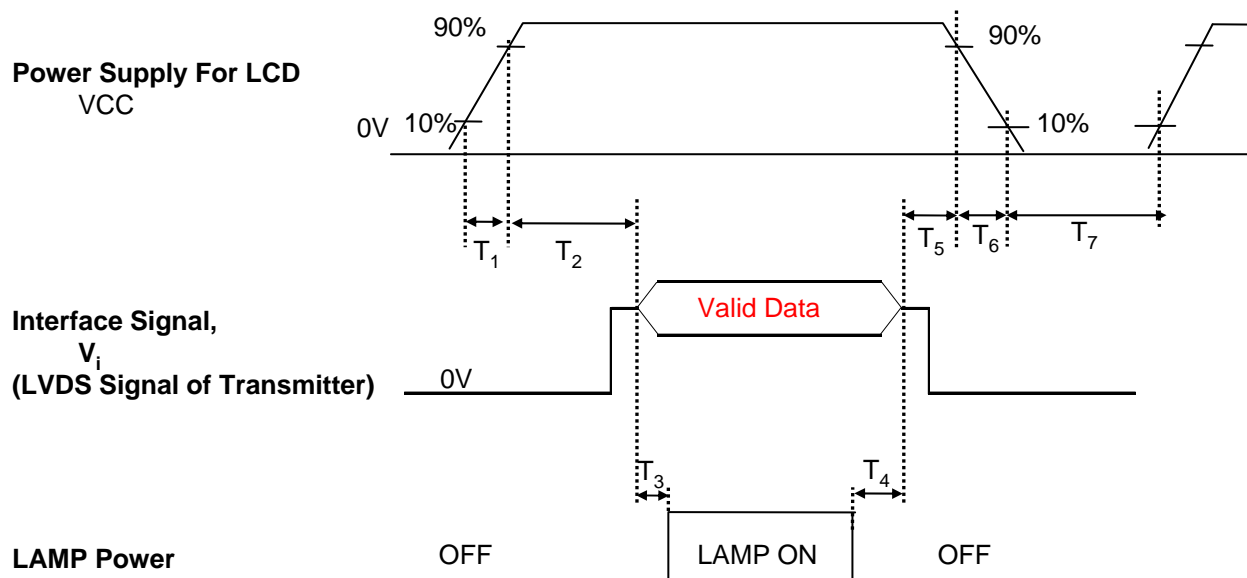 90%
90%
Power Supply For LCD
VCC
0V
10%
10%
T1
T2
T5
T6
T7
Valid Data
Interface Signal,
Vi
(LVDS Signal of Transmitter)
0V
T3
T4
LAMP Power
OFF
LAMP ON
OFF